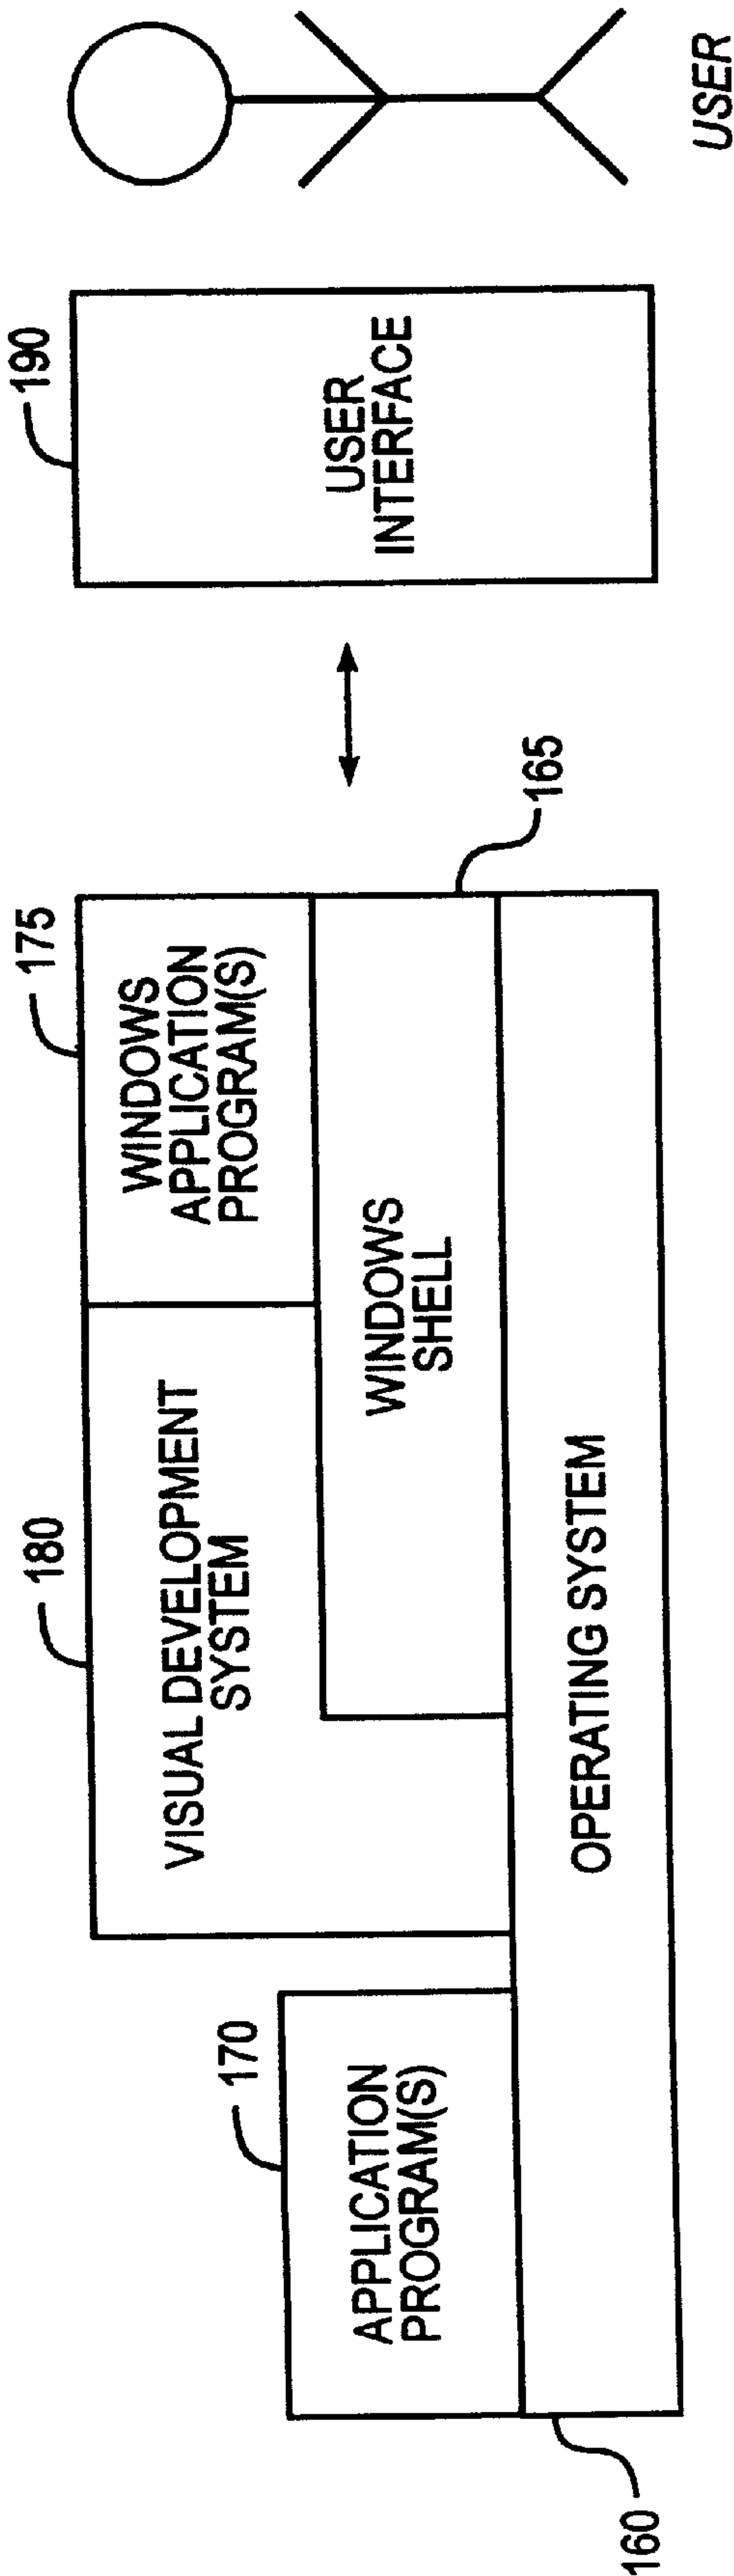 170
APPLICATION
PROGRAM(S)
180
VISUAL DEVELOPMENT
SYSTEM
175
WINDOWS
APPLICATION
PROGRAM(S)
WINDOWS
SHELL
165
OPERATING SYSTEM
160
190
USER
INTERFACE
USER